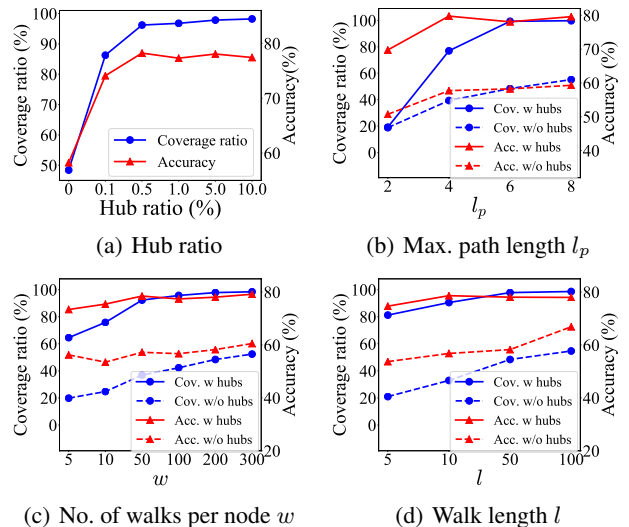 100
90
80
70
60
50
Coverage ratio (%)
80
70
60
Accuracy(%)
Coverage ratio
Accuracy
0 0.1 0.5 1.0 5.0 10.0
Hub ratio (%)
(a) Hub ratio
100
80
60
40
20
0
Coverage ratio (%)
80
70
60
50
40
Accuracy (%)
Cov. w hubs
Cov. w/o hubs
Acc. w hubs
Acc. w/o hubs
2 4 6 8
l_p
(b) Max. path length l_p
100
80
60
40
20
0
Coverage ratio (%)
80
60
40
20
Accuracy (%)
Cov. w hubs
Cov. w/o hubs
Acc. w hubs
Acc. w/o hubs
5 10 50 100 200 300
w
(c) No. of walks per node w
100
80
60
40
20
0
Coverage ratio (%)
80
60
40
20
Accuracy (%)
Cov. w hubs
Cov. w/o hubs
Acc. w hubs
Acc. w/o hubs
5 10 50 100
l
(d) Walk length l